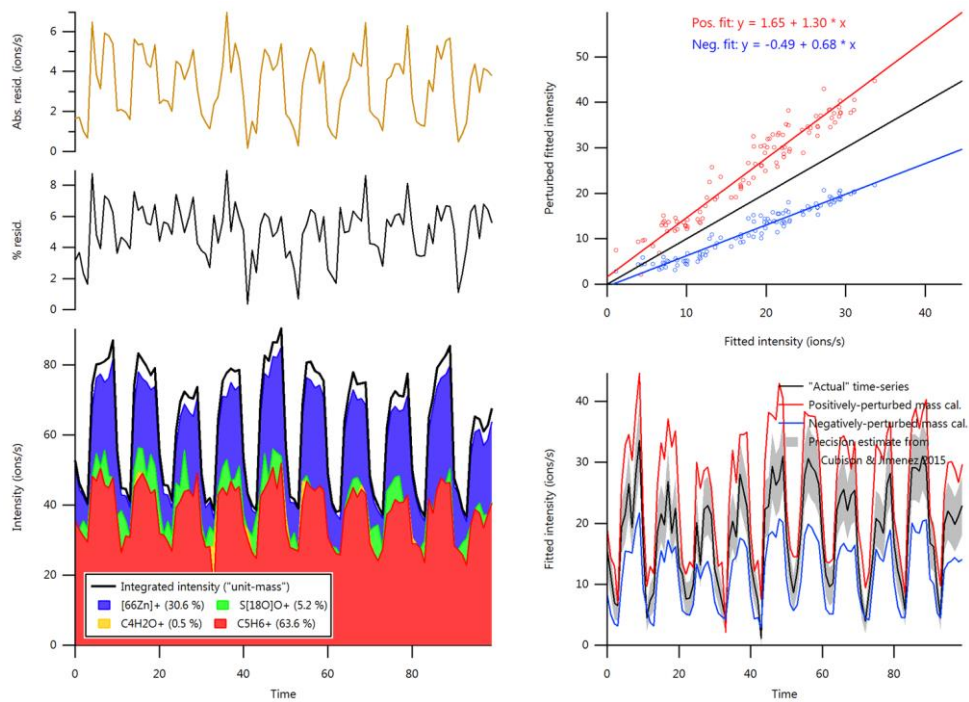 Abs. resid. (ions/s)
6
4
2
0
% resid.
8
6
4
2
0
Intensity (ions/s)
80
60
40
20
0
Integrated intensity ("unit-mass")
[66Zn]+ (30.6 %)
S[18O]O+ (5.2 %)
C4H2O+ (0.5 %)
C5H6+ (63.6 %)
0 20 40 60 80
Time
Pos. fit: y = 1.65 + 1.30 * x
Neg. fit: y = -0.49 + 0.68 * x
Perturbed fitted intensity
50
40
30
20
10
0
0 10 20 30 40
Fitted intensity (ions/s)
"Actual" time-series
Positively-perturbed mass cal.
Negatively-perturbed mass cal.
Precision estimate from
Cubison & Jimenez 2015
Fitted intensity (ions/s)
40
30
20
10
0
0 20 40 60 80
Time